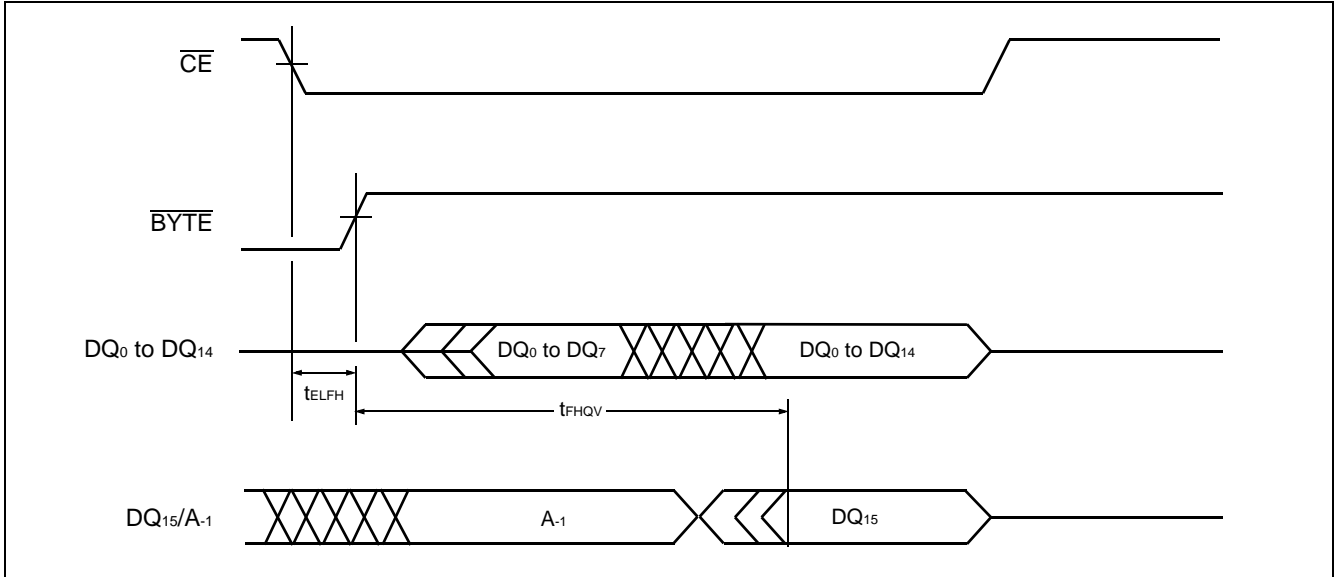 CE
BYTE
DQ0 to DQ14
DQ0 to DQ7
DQ0 to DQ14
tELFH
tFHQV
DQ15/A-1
A-1
DQ15